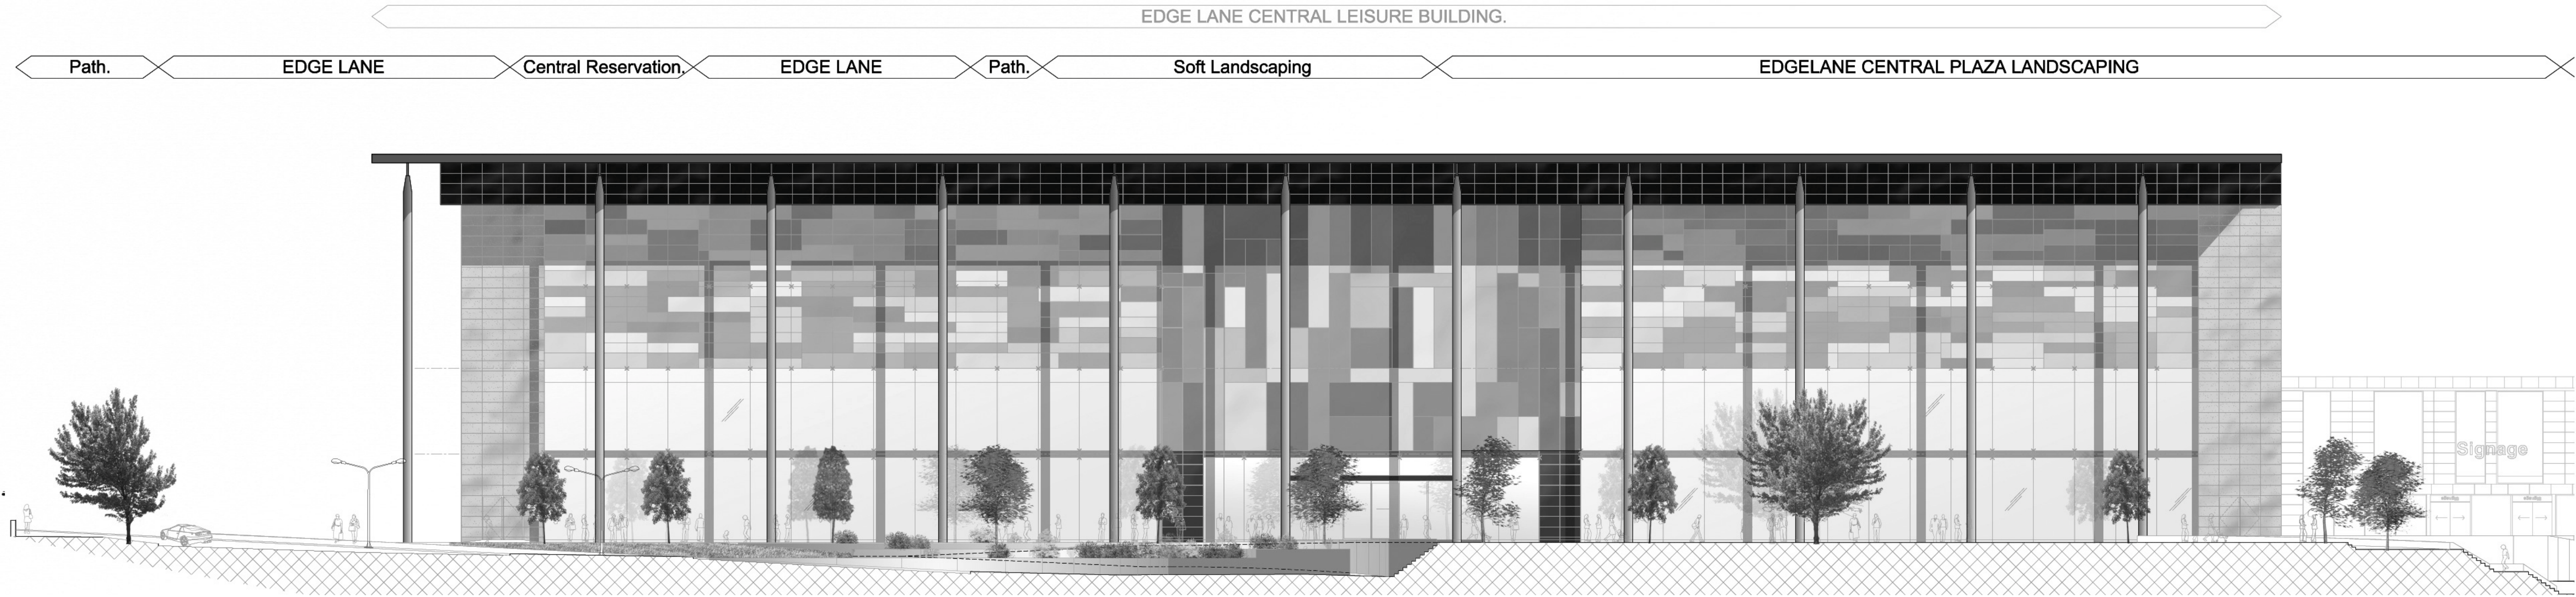 EDGE LANE CENTRAL LEISURE BUILDING.
Path. EDGE LANE Central Reservation. EDGE LANE Path. Soft Landscaping EDGELANE CENTRAL PLAZA LANDSCAPING
Signage